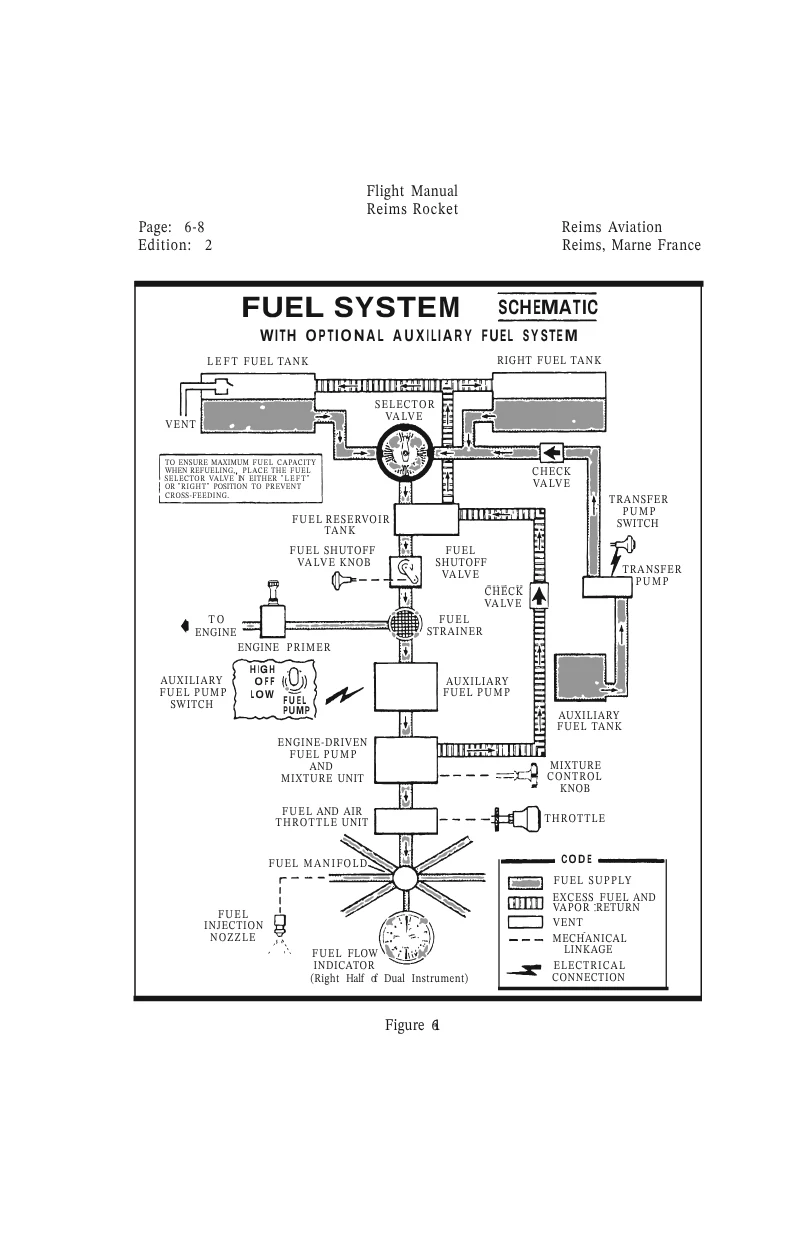 Flight Manual
Reims Rocket
Page: 6-8
Edition: 2
Reims Aviation
Reims, Marne France
FUEL SYSTEM SCHEMATIC
WITH OPTIONAL AUXILIARY FUEL SYSTEM
LEFT FUEL TANK
RIGHT FUEL TANK
SELECTOR
VALVE
VENT
TO ENSURE MAXIMUM FUEL CAPACITY
WHEN REFUELING, PLACE THE FUEL
SELECTOR VALVE IN EITHER "LEFT"
OR "RIGHT" POSITION TO PREVENT
CROSS-FEEDING.
CHECK
VALVE
TRANSFER
PUMP
SWITCH
FUEL RESERVOIR
TANK
FUEL SHUTOFF
VALVE KNOB
FUEL
SHUTOFF
VALVE
TRANSFER
PUMP
CHECK
VALVE
TO
ENGINE
FUEL
STRAINER
ENGINE PRIMER
AUXILIARY
FUEL PUMP
SWITCH
HIGH
OFF
LOW
FUEL
PUMP
AUXILIARY
FUEL PUMP
AUXILIARY
FUEL TANK
ENGINE-DRIVEN
FUEL PUMP
AND
MIXTURE UNIT
MIXTURE
CONTROL
KNOB
FUEL AND AIR
THROTTLE UNIT
THROTTLE
FUEL MANIFOLD
FUEL
INJECTION
NOZZLE
FUEL FLOW
INDICATOR
(Right Half of Dual Instrument)
CODE
FUEL SUPPLY
EXCESS FUEL AND
VAPOR RETURN
VENT
MECHANICAL
LINKAGE
ELECTRICAL
CONNECTION
Figure 61